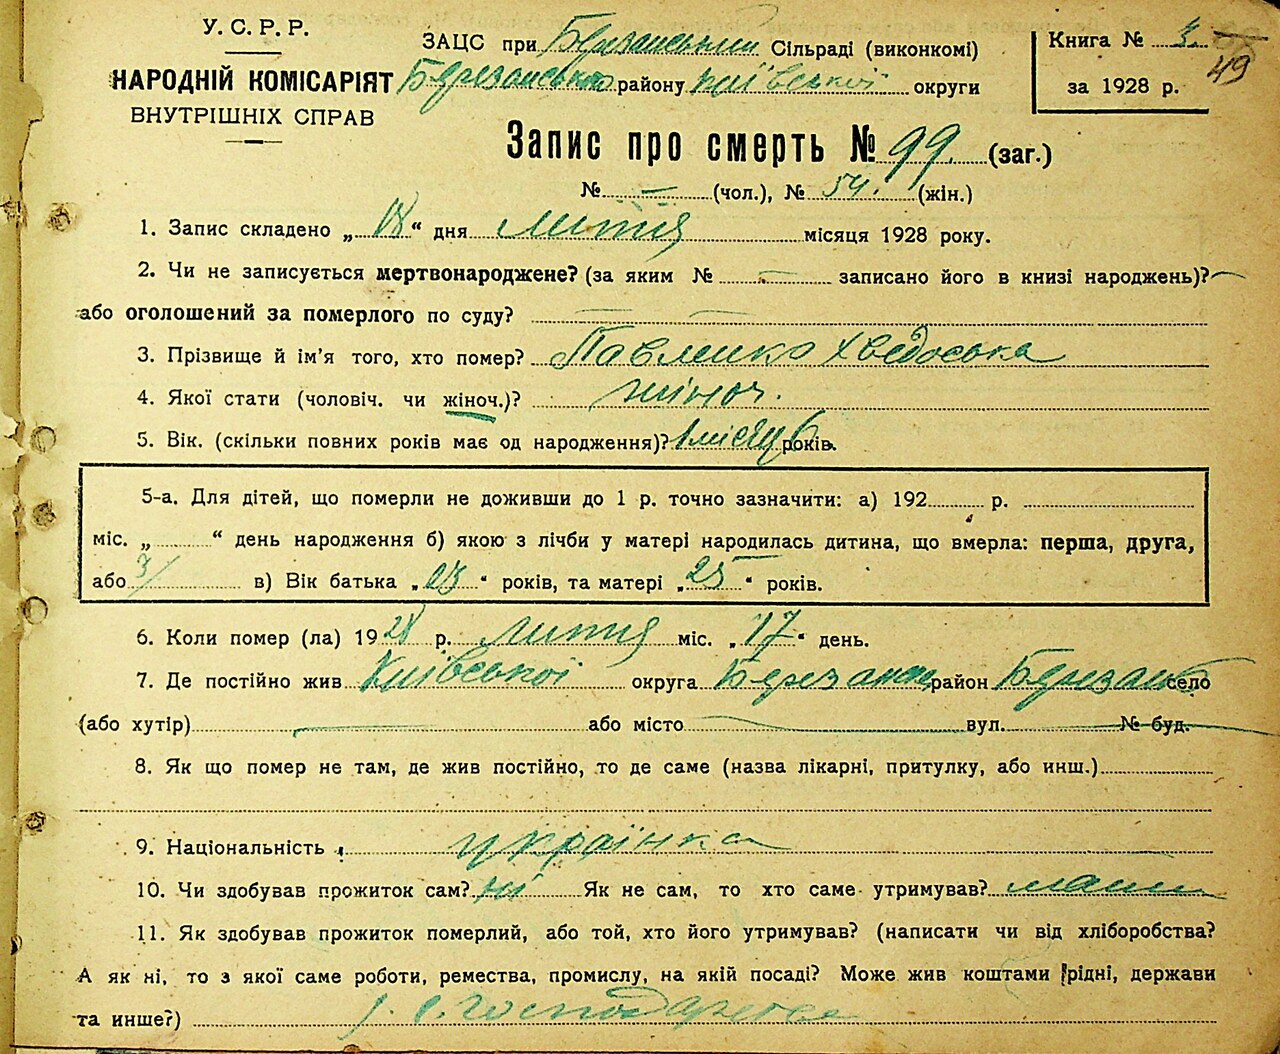 У. С. Р. Р.
НАРОДНІЙ КОМІСАРІЯТ
ВНУТРІШНІХ СПРАВ
ЗАЦС при Березанський Сільраді (виконкомі)
Березанського району Київської округи
Книга № 3
49
за 1928 р.
Запис про смерть № 99. (заг.)
№ — (чол.), № 54. (жін.)
1. Запис складено „18“ дня липня місяця 1928 року.
2. Чи не записується мертвонароджене? (за яким № — записано його в книзі народжень)? —
або оголошений за померлого по суду? — —
3. Прізвище й ім’я того, хто помер? Павленко Хведоська
4. Якої стати (чоловіч. чи жіноч.)? жіноч.
5. Вік. (скільки повних років має од народження)? 1 місяць років.
5-а. Для дітей, що померли не доживши до 1 р. точно зазначити: а) 192 р.
міс. „ “ день народження б) якою з лічби у матері народилась дитина, що вмерла: перша, друга,
або 3/ в) Вік батька „ “ років, та матері „25“ років.
6. Коли помер (ла) 1928 р. липня міс. „17“ день.
7. Де постійно жив Київської округа Березанськ район Березань село
(або хутір) — або місто — вул. — № буд.
8. Як що помер не там, де жив постійно, то де саме (назва лікарні, притулку, або инш.)
9. Національність українка
10. Чи здобував прожиток сам? ні Як не сам, то хто саме утримував? мати
11. Як здобував прожиток померлий, або той, хто його утримував? (написати чи від хліборобства?
А як ні, то з якої саме роботи, ремества, промислу, на якій посаді? Може жив коштами рідні, держави
та инше?) с. господарство